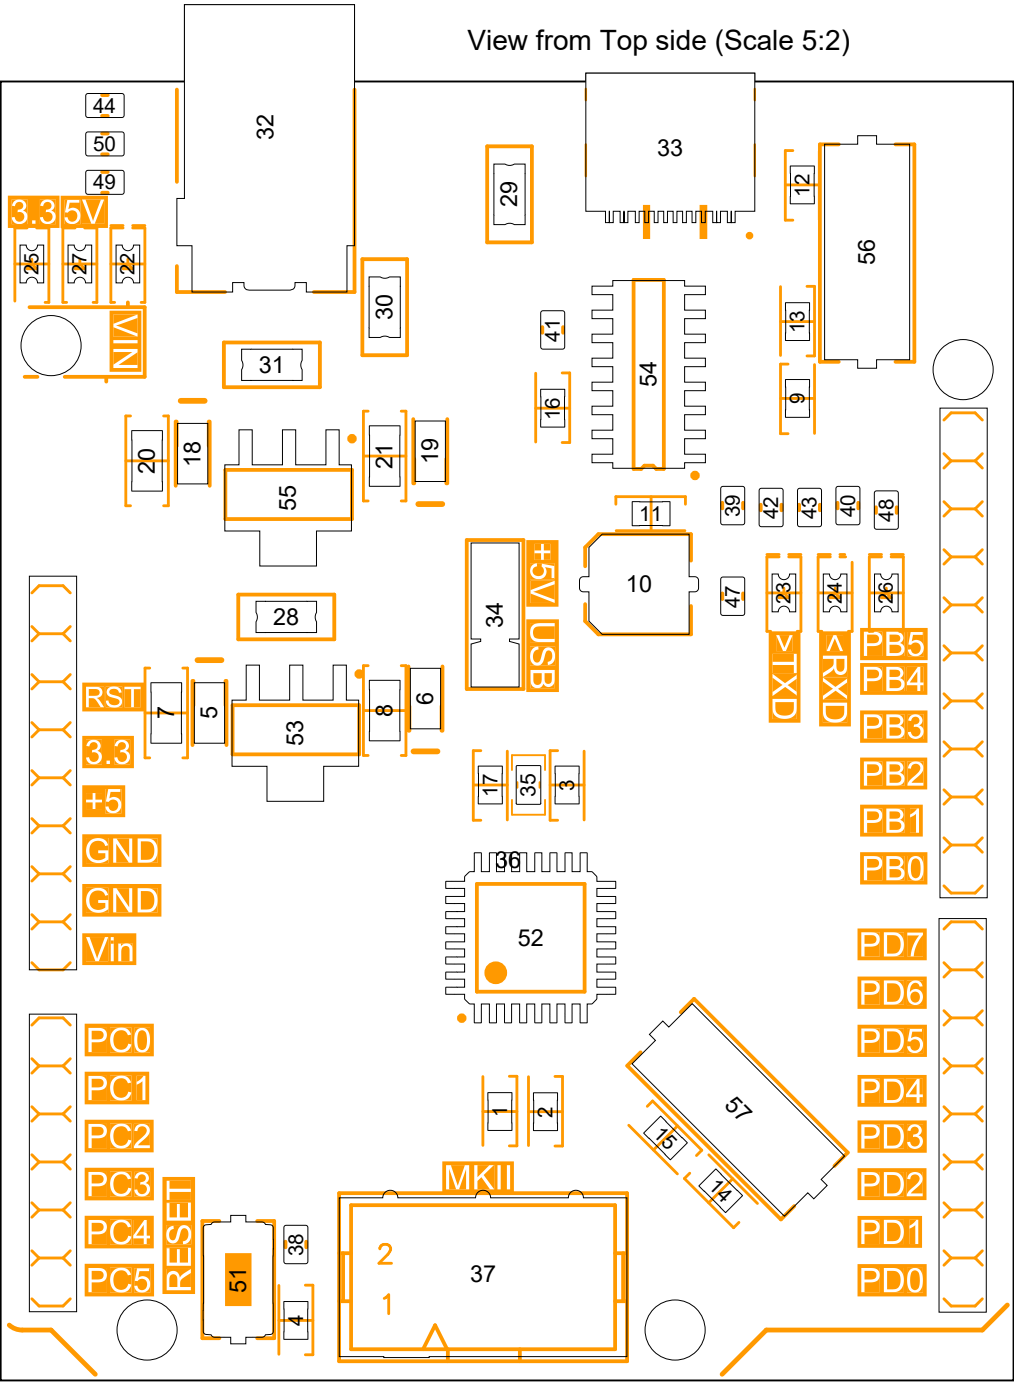 View from Top side (Scale 5:2)
44
50
49
32
33
12
29
3.3 5V
25 27 22
56
30
VIN
41
13
31
54
9
16
20 18 21 19
55
11
39 42 43 40 48
+5V
10
47 23 24 26
34
28
USB
>TXD <RXD
PB5
PB4
RST
7 5 8 6
53
PB3
3.3
PB2
17 35 3
+5
PB1
GND
36
PB0
GND
52
Vin
PD7
PD6
PC0
PD5
PC1
PD4
1 2
57
PC2
PD3
15
MKII
PC3
PD2
14
RESET
PC4
PD1
38
2
37
PC5
51
PD0
1
4